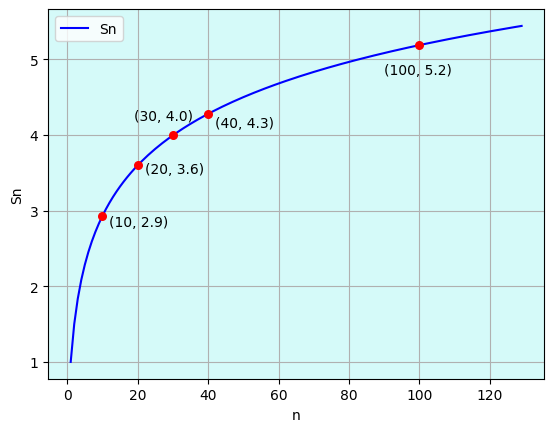 Sn
5
(100, 5.2)
(30, 4.0)
(40, 4.3)
4
(20, 3.6)
Sn
3
(10, 2.9)
2
1
0 20 40 60 80 100 120
n